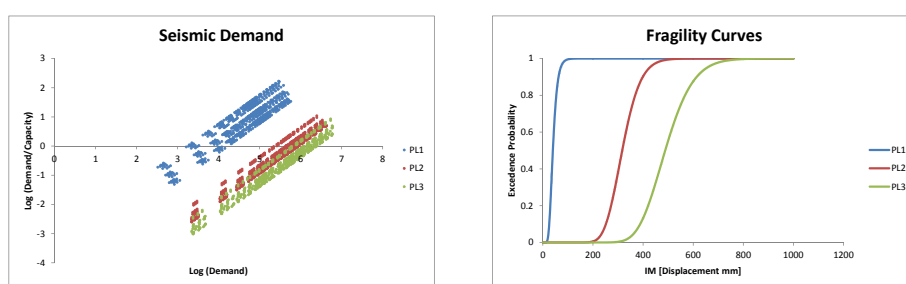 Seismic Demand
3
2
1
0
-1
-2
-3
-4
0
1
2
3
4
5
6
7
8
Log (Demand/Capacity)
Log (Demand)
PL1
PL2
PL3
Fragility Curves
1
0.8
0.6
0.4
0.2
0
0
200
400
600
800
1000
1200
Excedence Probability
IM [Displacement mm]
PL1
PL2
PL3